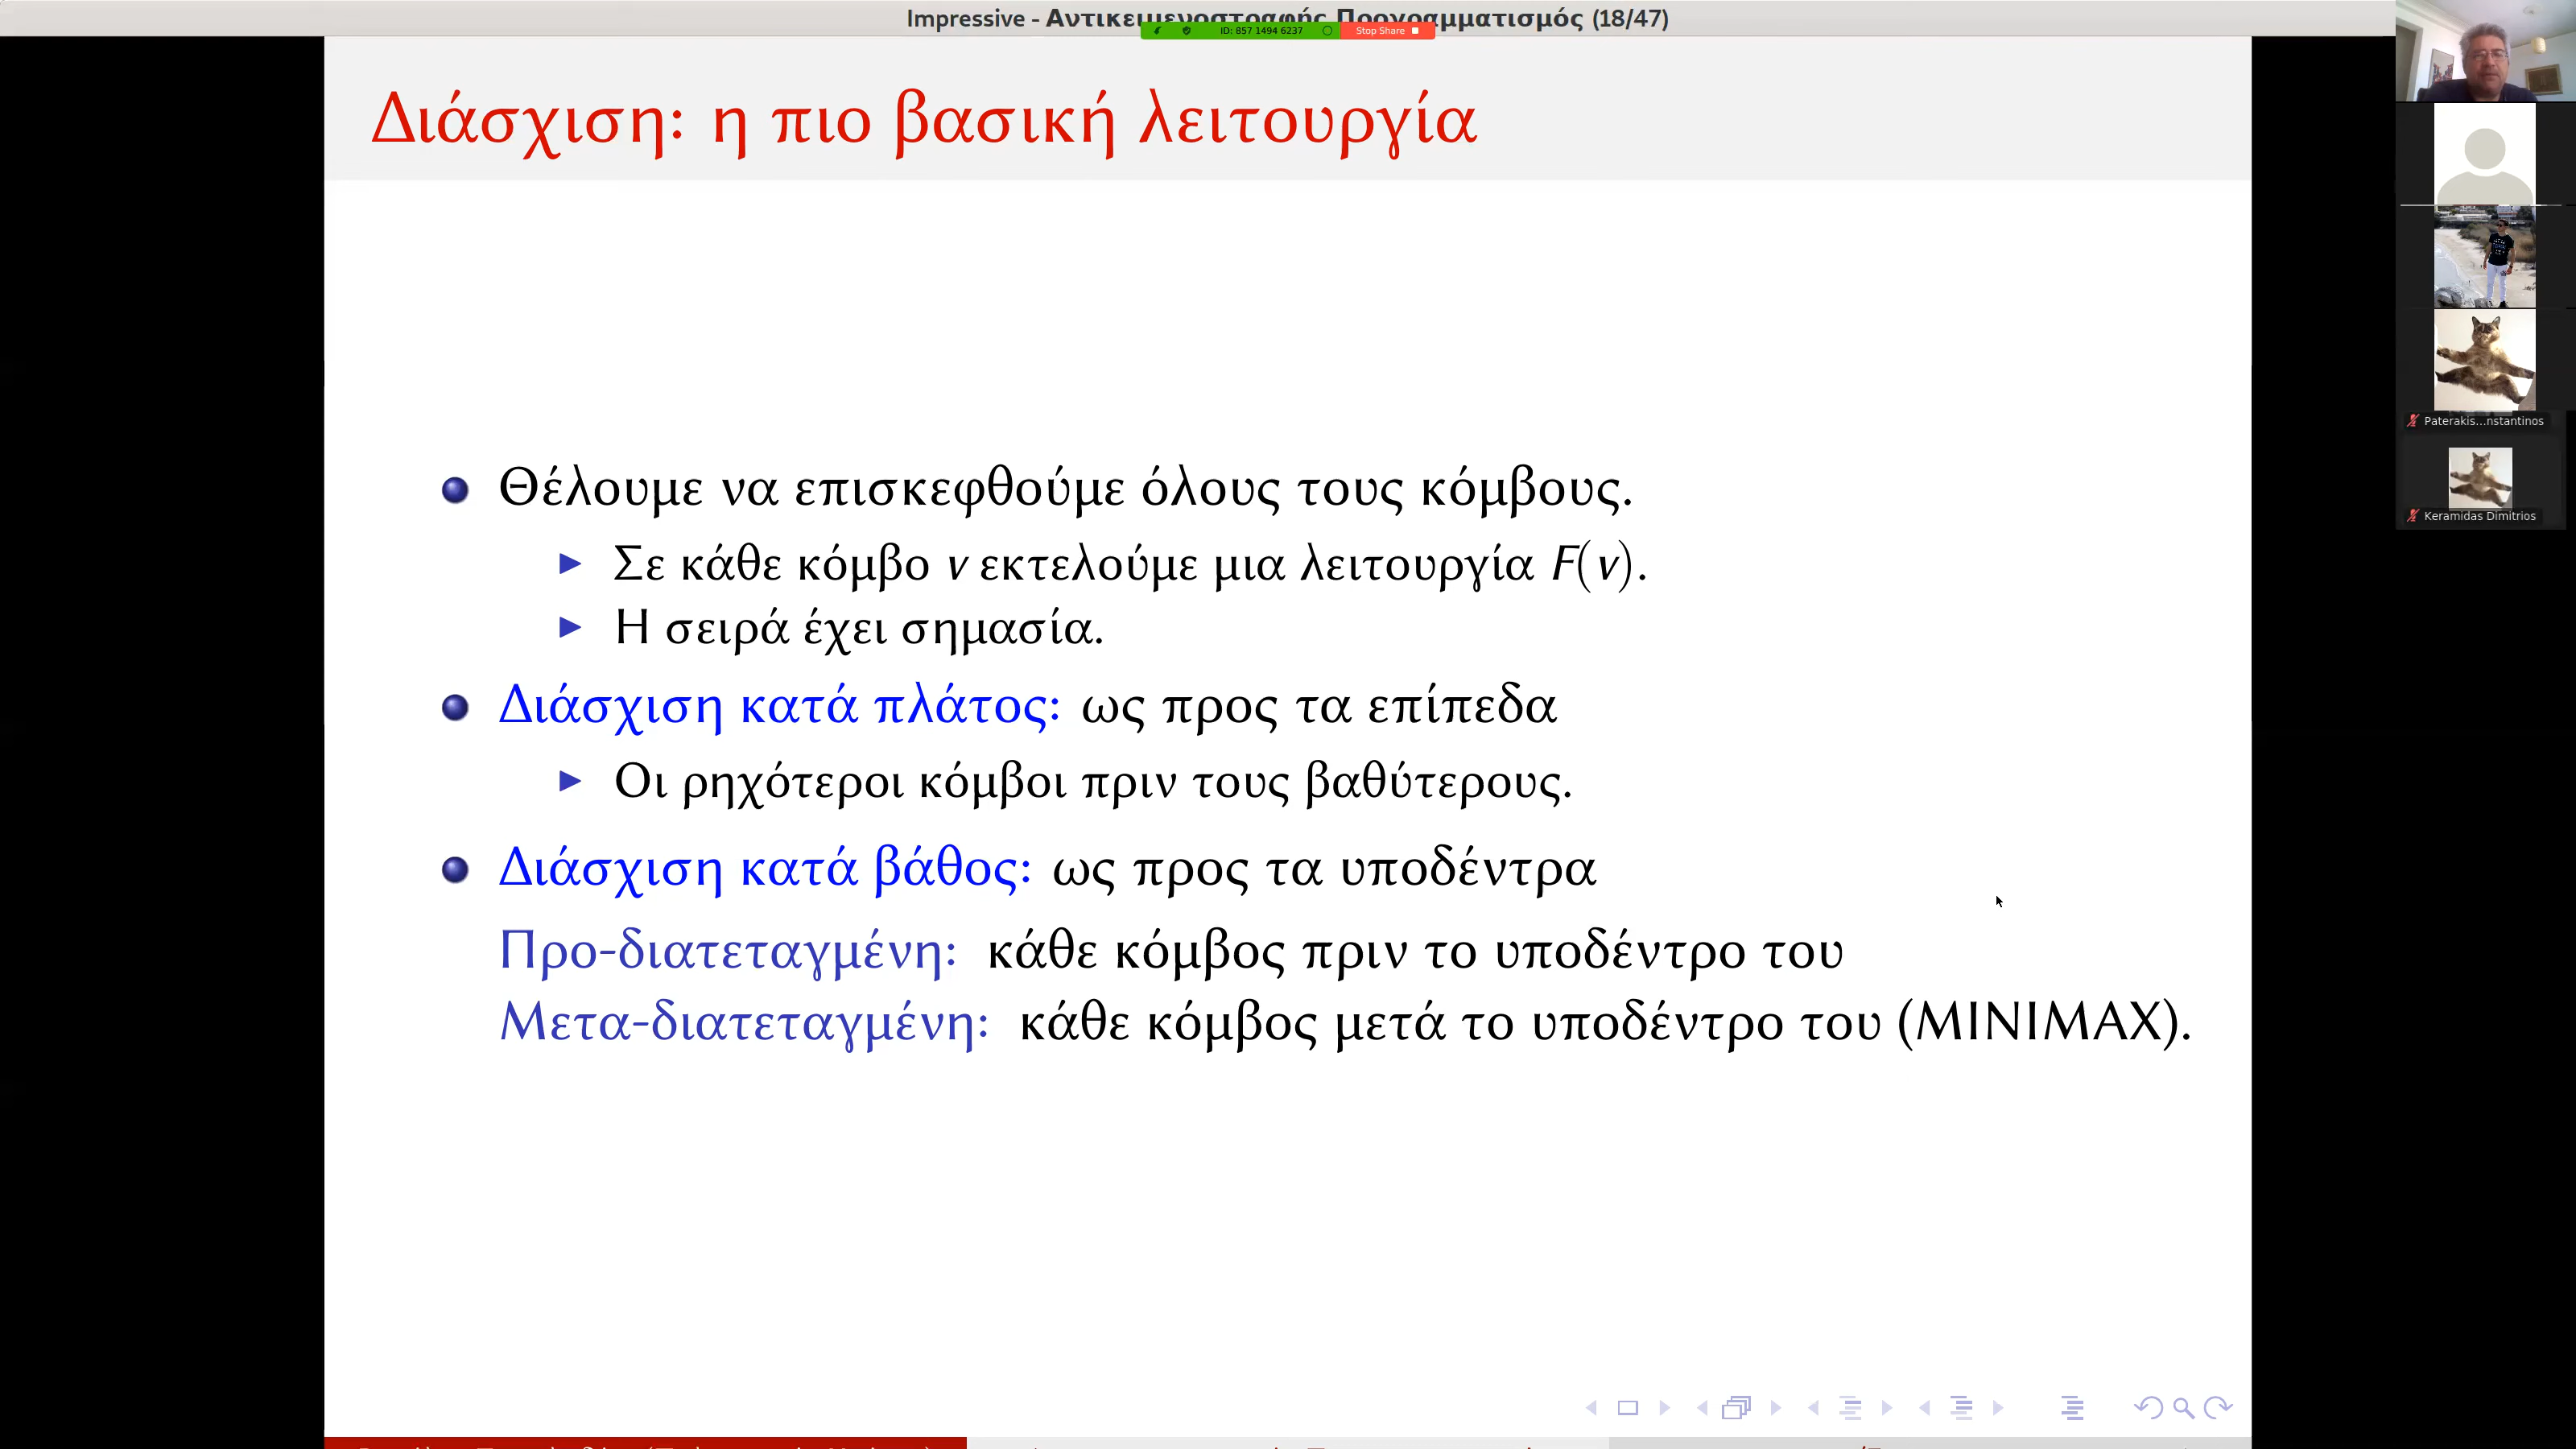 Impressive - Αντικειμενοστραφής Προγραμματισμός (18/47)
ID: 857 1494 6237 Stop Share
Διάσχιση: η πιο βασική λειτουργία
Θέλουμε να επισκεφθούμε όλους τους κόμβους.
Σε κάθε κόμβο v εκτελούμε μια λειτουργία F(v).
Η σειρά έχει σημασία.
Διάσχιση κατά πλάτος: ως προς τα επίπεδα
Οι ρηχότεροι κόμβοι πριν τους βαθύτερους.
Διάσχιση κατά βάθος: ως προς τα υποδέντρα
Προ-διατεταγμένη: κάθε κόμβος πριν το υποδέντρο του
Μετα-διατεταγμένη: κάθε κόμβος μετά το υποδέντρο του (MINIMAX).
Paterakis...nstantinos
Keramidas Dimitrios